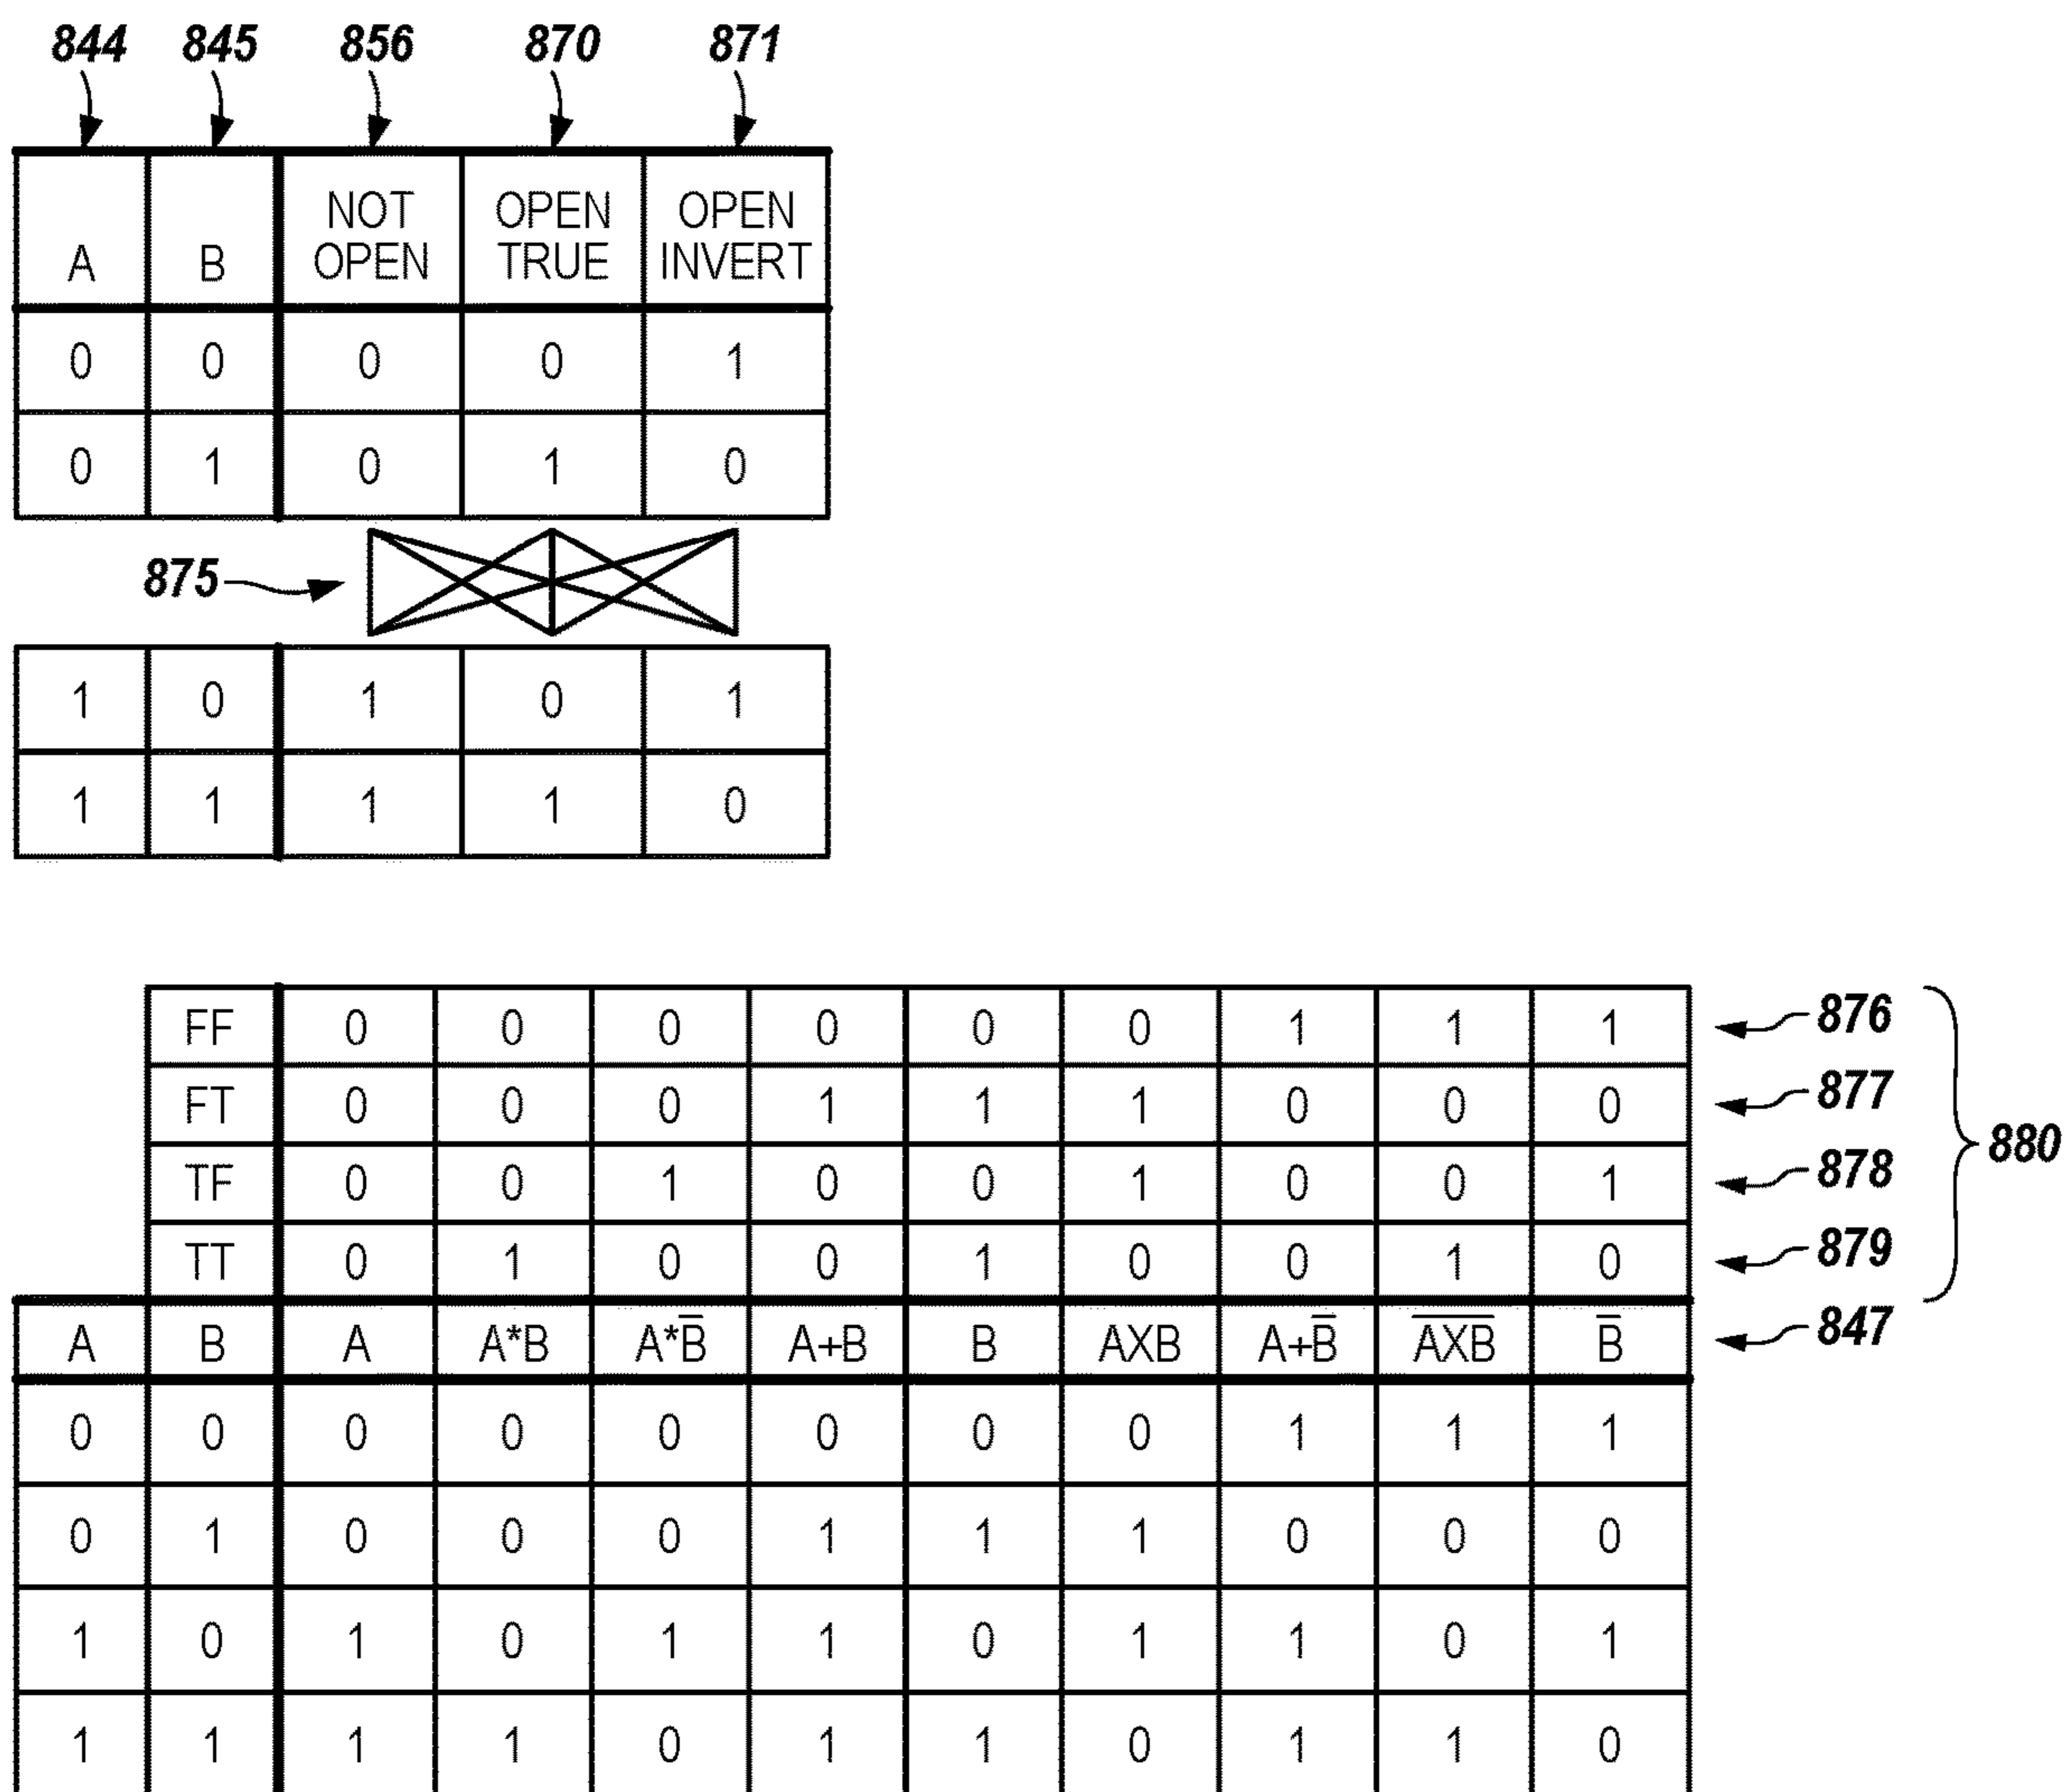 844 845 856 870 871
A B NOT OPEN OPEN TRUE OPEN INVERT
0 0 0 0 1
0 1 0 1 0
875
1 0 1 0 1
1 1 1 1 0
FF 0 0 0 0 0 0 1 1 1 876
FT 0 0 0 1 1 1 0 0 0 877
TF 0 0 1 0 0 1 0 0 1 878
880
TT 0 1 0 0 1 0 0 1 0 879
A B A A*B A*B̅ A+B B AXB A+B̅ A̅X̅B̅ B̅ 847
0 0 0 0 0 0 0 0 1 1 1
0 1 0 0 0 1 1 1 0 0 0
1 0 1 0 1 1 0 1 1 0 1
1 1 1 1 0 1 1 0 1 1 0